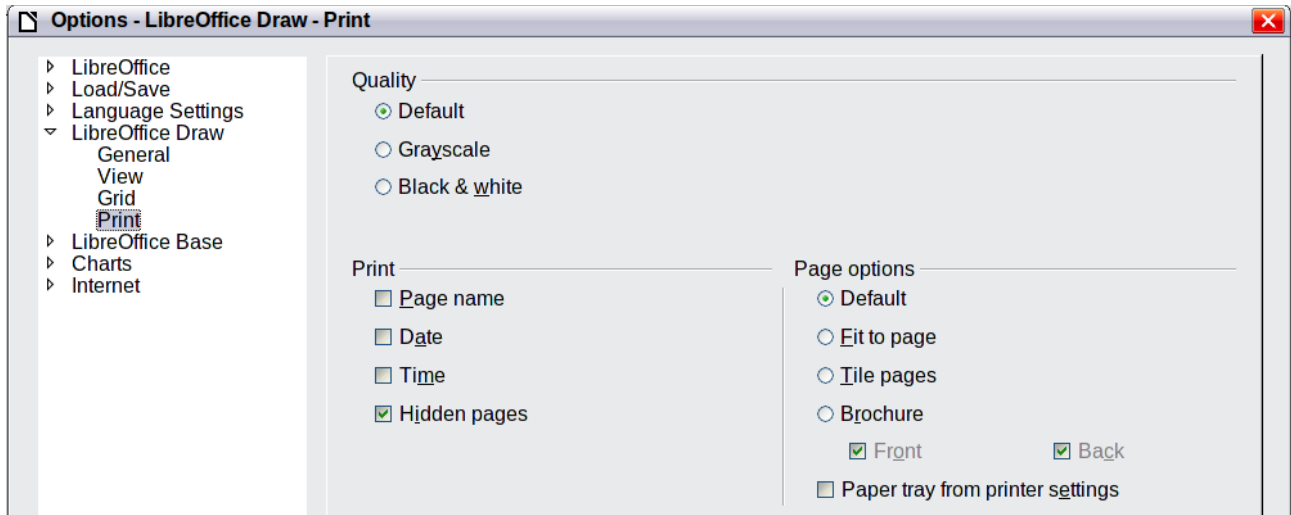 Options - LibreOffice Draw - Print
LibreOffice
Load/Save
Language Settings
LibreOffice Draw
General
View
Grid
Print
LibreOffice Base
Charts
Internet
Quality
Default
Grayscale
Black & white
Print
Page name
Date
Time
Hidden pages
Page options
Default
Fit to page
Tile pages
Brochure
Front Back
Paper tray from printer settings